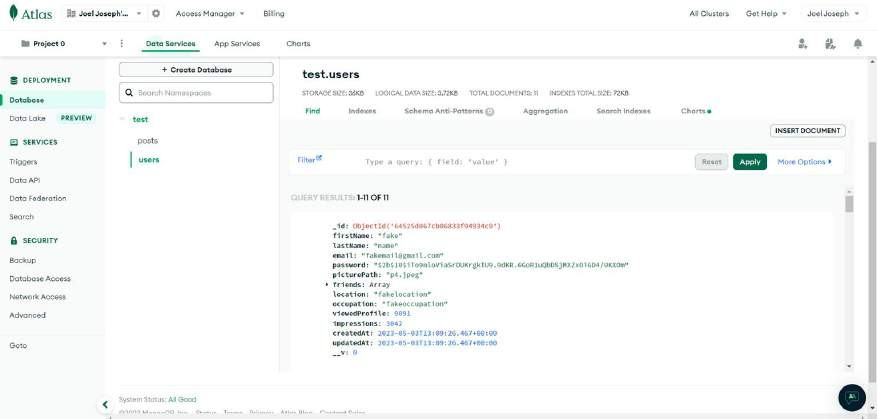 Atlas Joel Joseph'... Access Manager Billing All Clusters Get Help Joel Joseph
Project 0 Data Services App Services Charts
DEPLOYMENT
Database
Data Lake PREVIEW
SERVICES
Triggers
Data API
Data Federation
Search
SECURITY
Backup
Database Access
Network Access
Advanced
Goto
+ Create Database
Search Namespaces
test
posts
users
test.users
STORAGE SIZE: 36KB LOGICAL DATA SIZE: 3.72KB TOTAL DOCUMENTS: 11 INDEXES TOTAL SIZE: 72KB
Find Indexes Schema Anti-Patterns 0 Aggregation Search Indexes Charts
INSERT DOCUMENT
Filter Type a query: { field: 'value' } Reset Apply More Options
QUERY RESULTS: 1-11 OF 11
_id:
firstName: "fake"
lastName: "name"
email: "fakemail@gmail.com"
password:
picturePath: "p4.jpeg"
friends: Array
location: "fakelocation"
occupation: "fakeoccupation"
viewedProfile: 9891
impressions: 3042
createdAt: 2023-05-03T13:09:26.467+00:00
updatedAt: 2023-05-03T13:09:26.467+00:00
__v: 0
System Status: All Good
©2023 MongoDB, Inc. Status Terms Privacy Atlas Blog Contact Sales